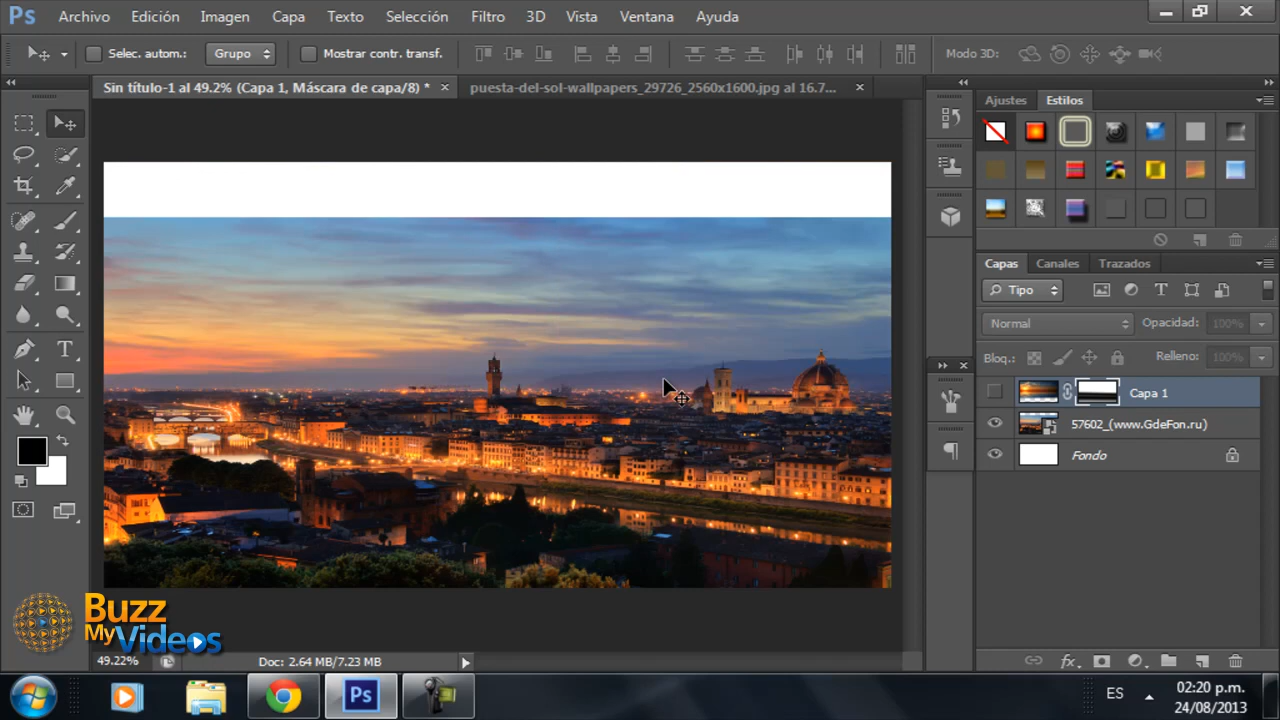 Ps Archivo Edición Imagen Capa Texto Selección Filtro 3D Vista Ventana Ayuda
Selec. autom.: Grupo Mostrar contr. transf. Modo 3D:
Sin título-1 al 49.2% (Capa 1, Máscara de capa/8) * × puesta-del-sol-wallpapers_29726_2560x1600.jpg al 16.7... ×
Ajustes Estilos
Capas Canales Trazados
Tipo
Normal Opacidad: 100%
Bloq.: Relleno: 100%
Capa 1
57602_(www.GdeFon.ru)
Fondo
Buzz
My Videos
49.22% Doc: 2.64 MB/7.23 MB
Ps ES 02:20 p.m.
24/08/2013